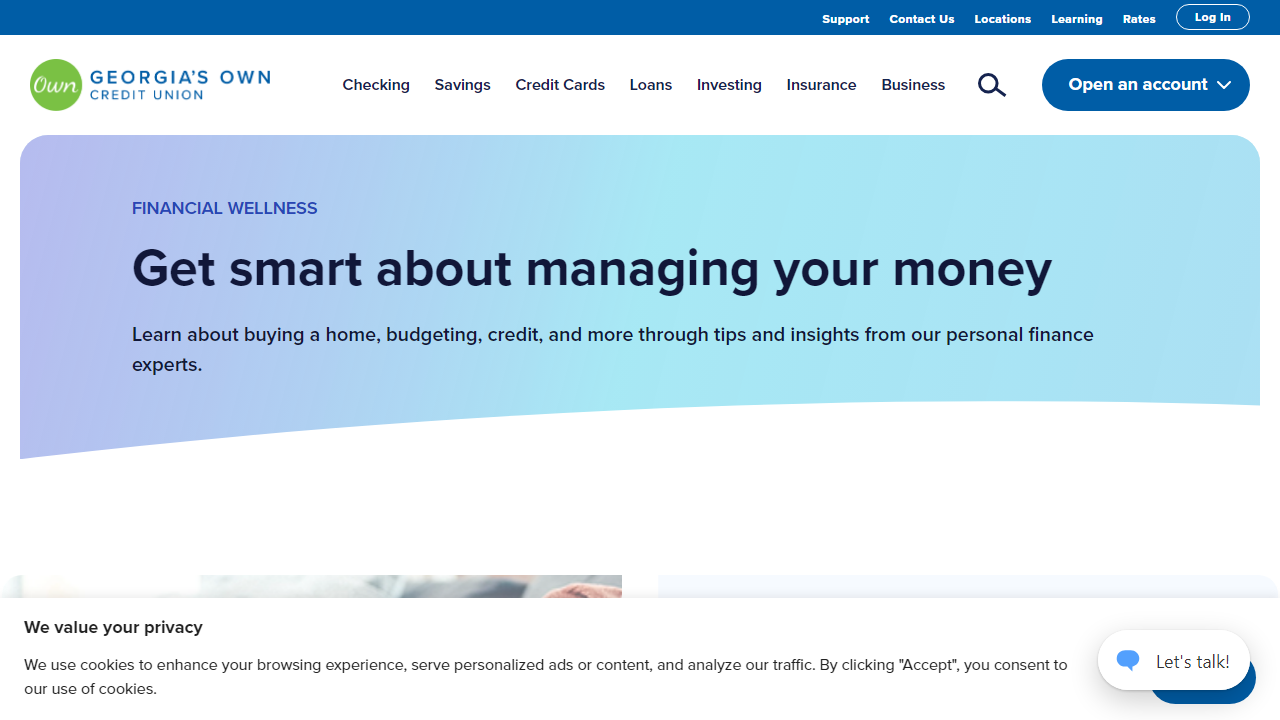 Support Contact Us Locations Learning Rates Log In
Own GEORGIA'S OWN
CREDIT UNION
Checking Savings Credit Cards Loans Investing Insurance Business Open an account
FINANCIAL WELLNESS
Get smart about managing your money
Learn about buying a home, budgeting, credit, and more through tips and insights from our personal finance
experts.
We value your privacy
We use cookies to enhance your browsing experience, serve personalized ads or content, and analyze our traffic. By clicking "Accept", you consent to
our use of cookies.
Let's talk!